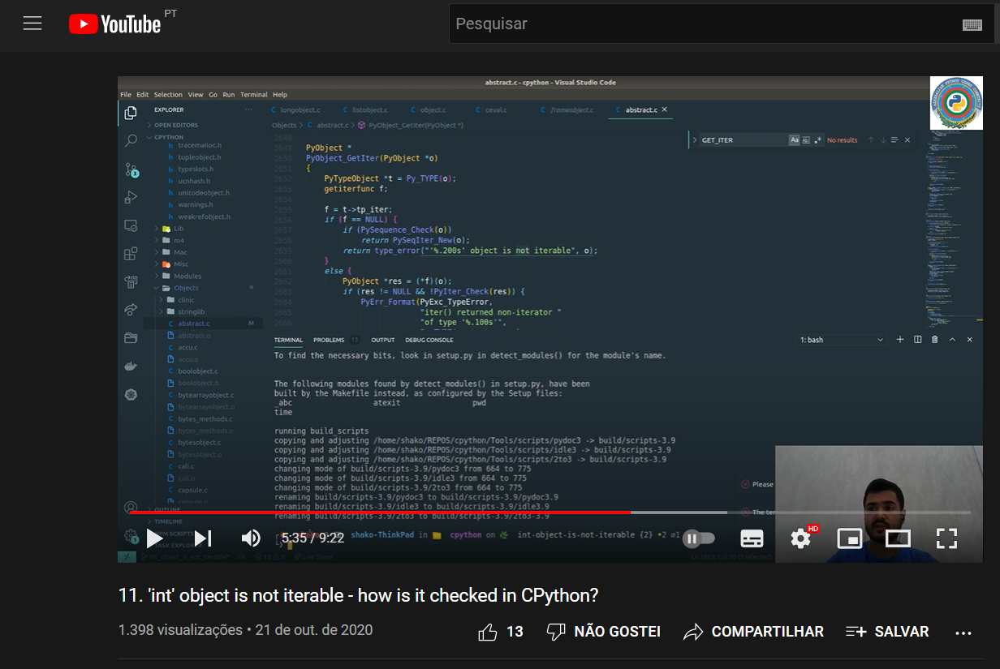 YouTube PT
Pesquisar
abstract.c - cpython - Visual Studio Code
File Edit Selection View Go Run Terminal Help
EXPLORER
OPEN EDITORS
CPYTHON
tracemalloc.h
tupleobject.h
typeslots.h
ucnhash.h
unicodeobject.h
warnings.h
weakrefobject.h
Lib
m4
Mac
Misc
Modules
Objects
clinic
stringlib
abstract.c M
abstract.o
accu.c
accu.o
boolobject.c
boolobject.o
bytearrayobject.c
bytearrayobject.o
bytes_methods.c
bytes_methods.o
bytesobject.c
bytesobject.o
call.c
call.o
capsule.c
capsule.o
OUTLINE
TIMELINE
NPM SCRIPTS
TASK EXPLORER
longobject.c listobject.c object.c ceval.c frameobject.c abstract.c
Objects > abstract.c > PyObject_GetIter(PyObject *)
GET_ITER Aa No results
2648
2649 PyObject *
2650 PyObject_GetIter(PyObject *o)
2651 {
2652 PyTypeObject *t = Py_TYPE(o);
2653 getiterfunc f;
2654
2655 f = t->tp_iter;
2656 if (f == NULL) {
2657 if (PySequence_Check(o))
2658 return PySeqIter_New(o);
2659 return type_error("'%.200s' object is not iterable", o);
2660 }
2661 else {
2662 PyObject *res = (*f)(o);
2663 if (res != NULL && !PyIter_Check(res)) {
2664 PyErr_Format(PyExc_TypeError,
2665 "iter() returned non-iterator "
2666 "of type '%.100s'",
TERMINAL PROBLEMS 13 OUTPUT DEBUG CONSOLE 1: bash
To find the necessary bits, look in setup.py in detect_modules() for the module's name.
The following modules found by detect_modules() in setup.py, have been
built by the Makefile instead, as configured by the Setup files:
_abc atexit pwd
time
running build_scripts
copying and adjusting /home/shako/REPOS/cpython/Tools/scripts/pydoc3 -> build/scripts-3.9
copying and adjusting /home/shako/REPOS/cpython/Tools/scripts/idle3 -> build/scripts-3.9
copying and adjusting /home/shako/REPOS/cpython/Tools/scripts/2to3 -> build/scripts-3.9
changing mode of build/scripts-3.9/pydoc3 from 664 to 775
changing mode of build/scripts-3.9/idle3 from 664 to 775
changing mode of build/scripts-3.9/2to3 from 664 to 775
renaming build/scripts-3.9/pydoc3 to build/scripts-3.9/pydoc3.9
renaming build/scripts-3.9/idle3 to build/scripts-3.9/idle3.9
renaming build/scripts-3.9/2to3 to build/scripts-3.9/2to3-3.9
shako-ThinkPad in cpython on int-object-is-not-iterable {2} •2 ⌀1
Please
The ter
5:35 / 9:22
HD
11. 'int' object is not iterable - how is it checked in CPython?
1.398 visualizações • 21 de out. de 2020
13 NÃO GOSTEI COMPARTILHAR SALVAR